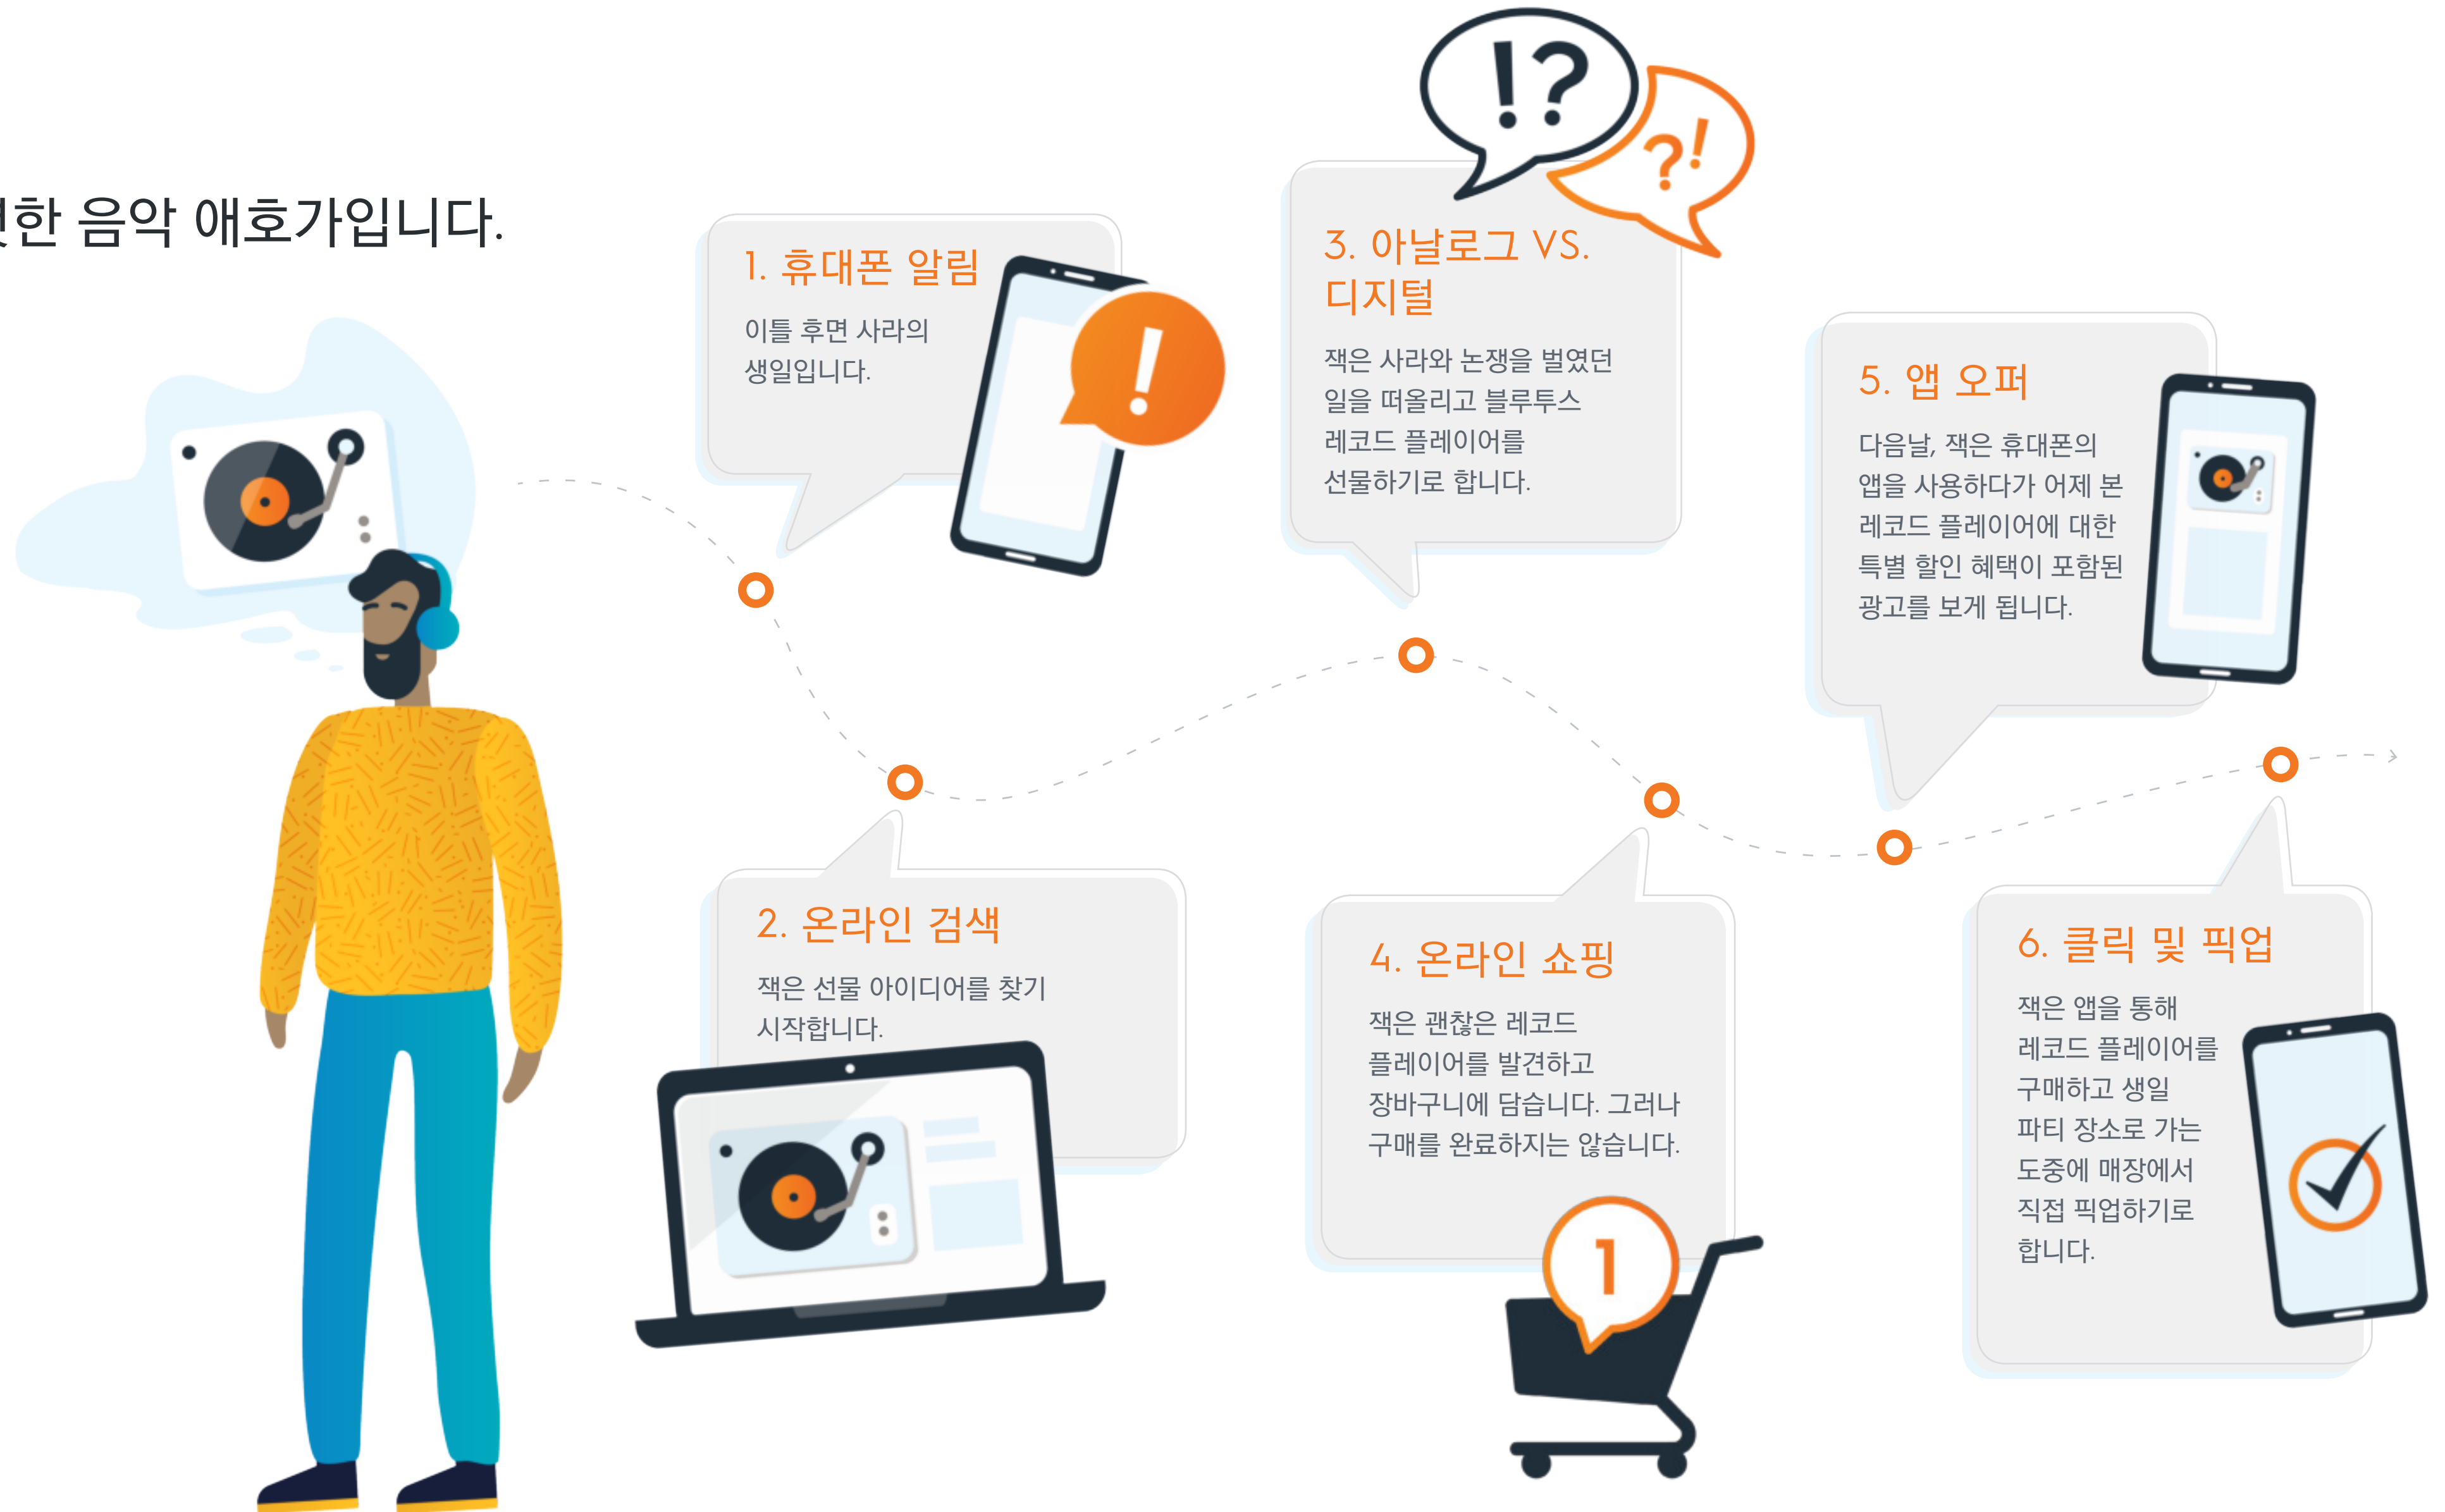 한 음악 애호가입니다.
1. 휴대폰 알림
이틀 후면 사라의
생일입니다.
!
2. 온라인 검색
잭은 선물 아이디어를 찾기
시작합니다.
!?
?!
3. 아날로그 VS.
디지털
잭은 사라와 논쟁을 벌였던
일을 떠올리고 블루투스
레코드 플레이어를
선물하기로 합니다.
4. 온라인 쇼핑
잭은 괜찮은 레코드
플레이어를 발견하고
장바구니에 담습니다. 그러나
구매를 완료하지는 않습니다.
1
5. 앱 오퍼
다음날, 잭은 휴대폰의
앱을 사용하다가 어제 본
레코드 플레이어에 대한
특별 할인 혜택이 포함된
광고를 보게 됩니다.
6. 클릭 및 픽업
잭은 앱을 통해
레코드 플레이어를
구매하고 생일
파티 장소로 가는
도중에 매장에서
직접 픽업하기로
합니다.